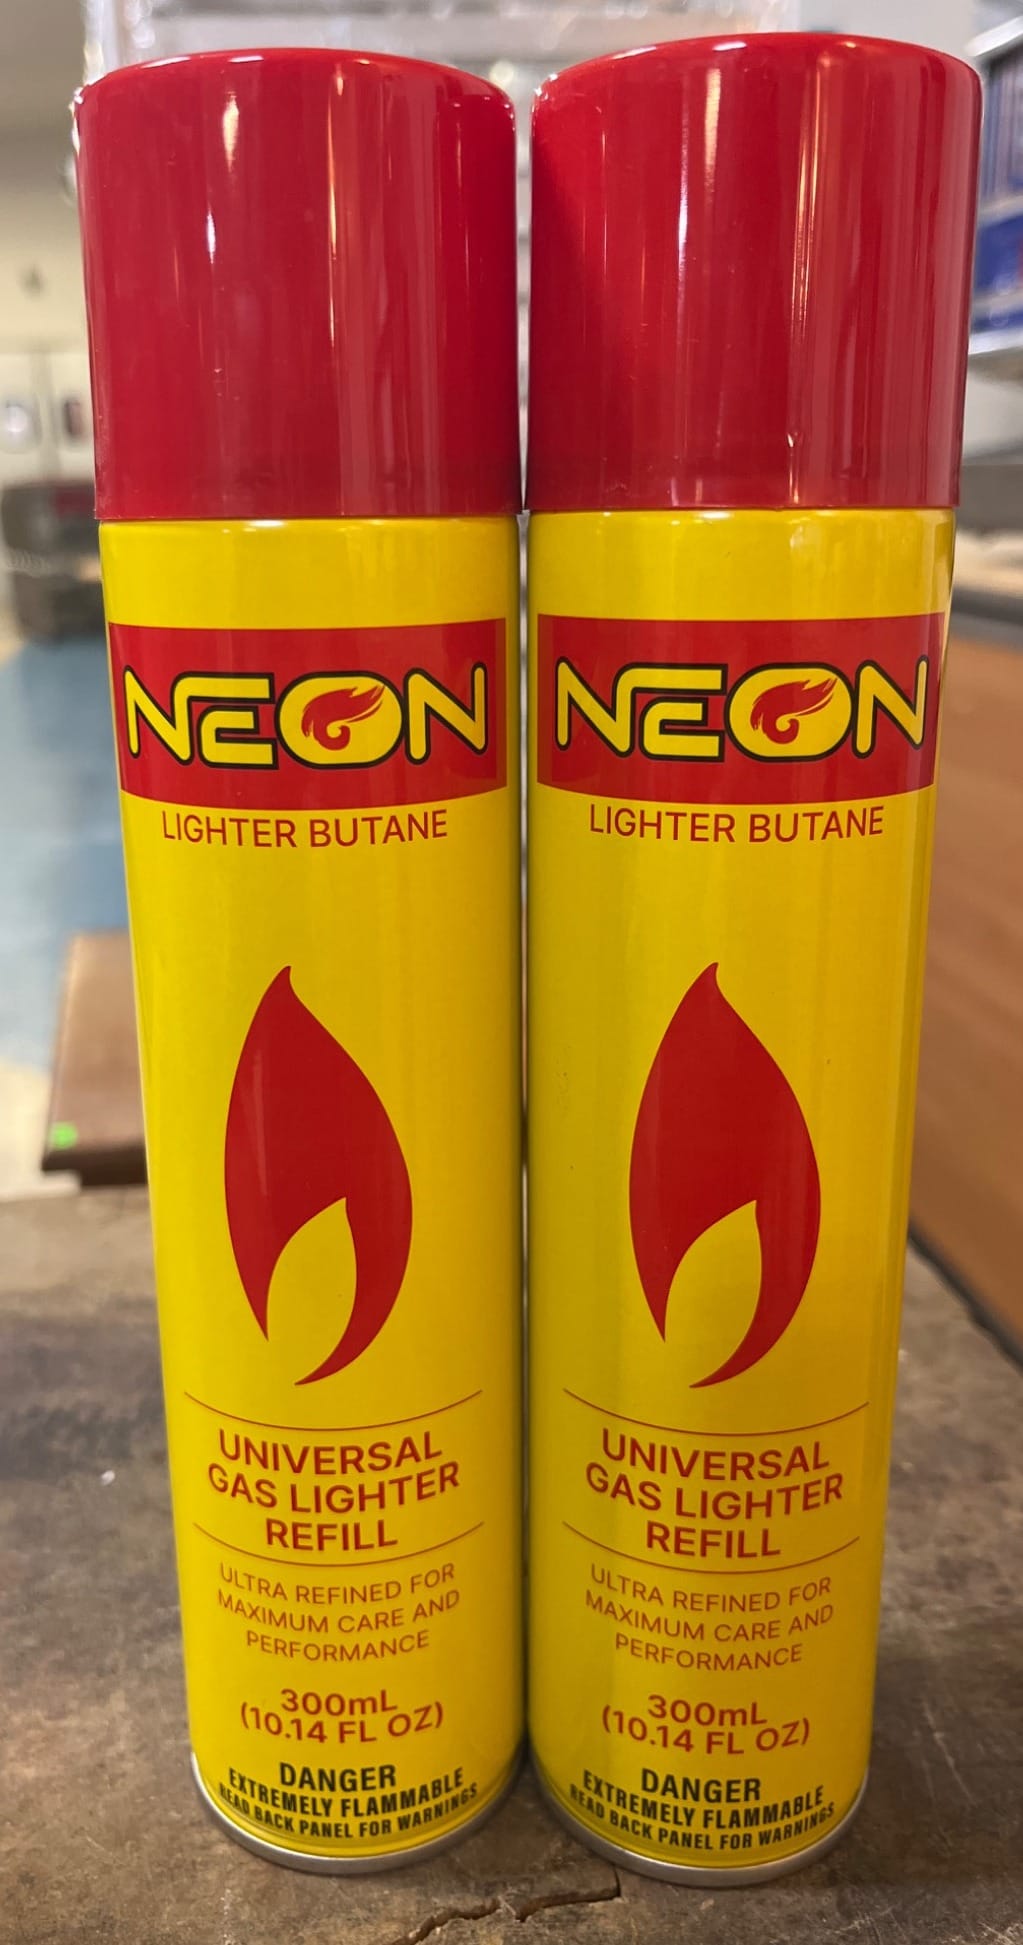 NEON
LIGHTER BUTANE
UNIVERSAL
GAS LIGHTER
REFILL
ULTRA REFINED FOR
MAXIMUM CARE AND
PERFORMANCE
300mL
(10.14 FL OZ)
DANGER
EXTREMELY FLAMMABLE
READ BACK PANEL FOR WARNINGS
NEON
LIGHTER BUTANE
UNIVERSAL
GAS LIGHTER
REFILL
ULTRA REFINED FOR
MAXIMUM CARE AND
PERFORMANCE
300mL
(10.14 FL OZ)
DANGER
EXTREMELY FLAMMABLE
READ BACK PANEL FOR WARNINGS